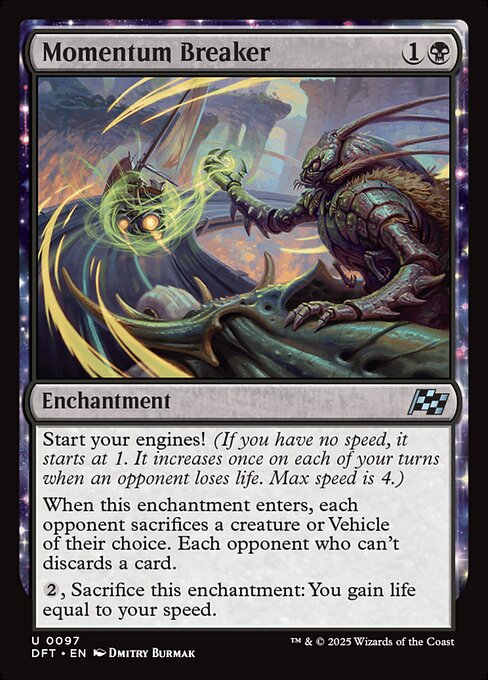 Momentum Breaker 1
Enchantment
Start your engines! (If you have no speed, it
starts at 1. It increases once on each of your turns
when an opponent loses life. Max speed is 4.)
When this enchantment enters, each
opponent sacrifices a creature or Vehicle
of their choice. Each opponent who can't
discards a card.
2, Sacrifice this enchantment: You gain life
equal to your speed.
U 0097
DFT • EN Dmitry Burmak
™ & © 2025 Wizards of the Coast